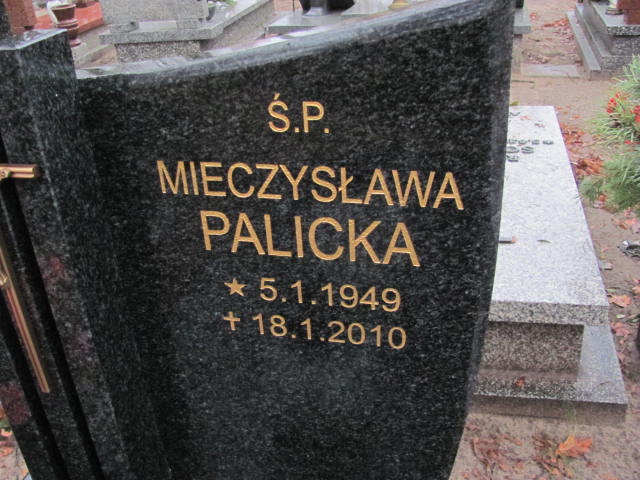 Ś.P.
MIECZYSŁAWA
PALICKA
★ 5.1.1949
✝ 18.1.2010